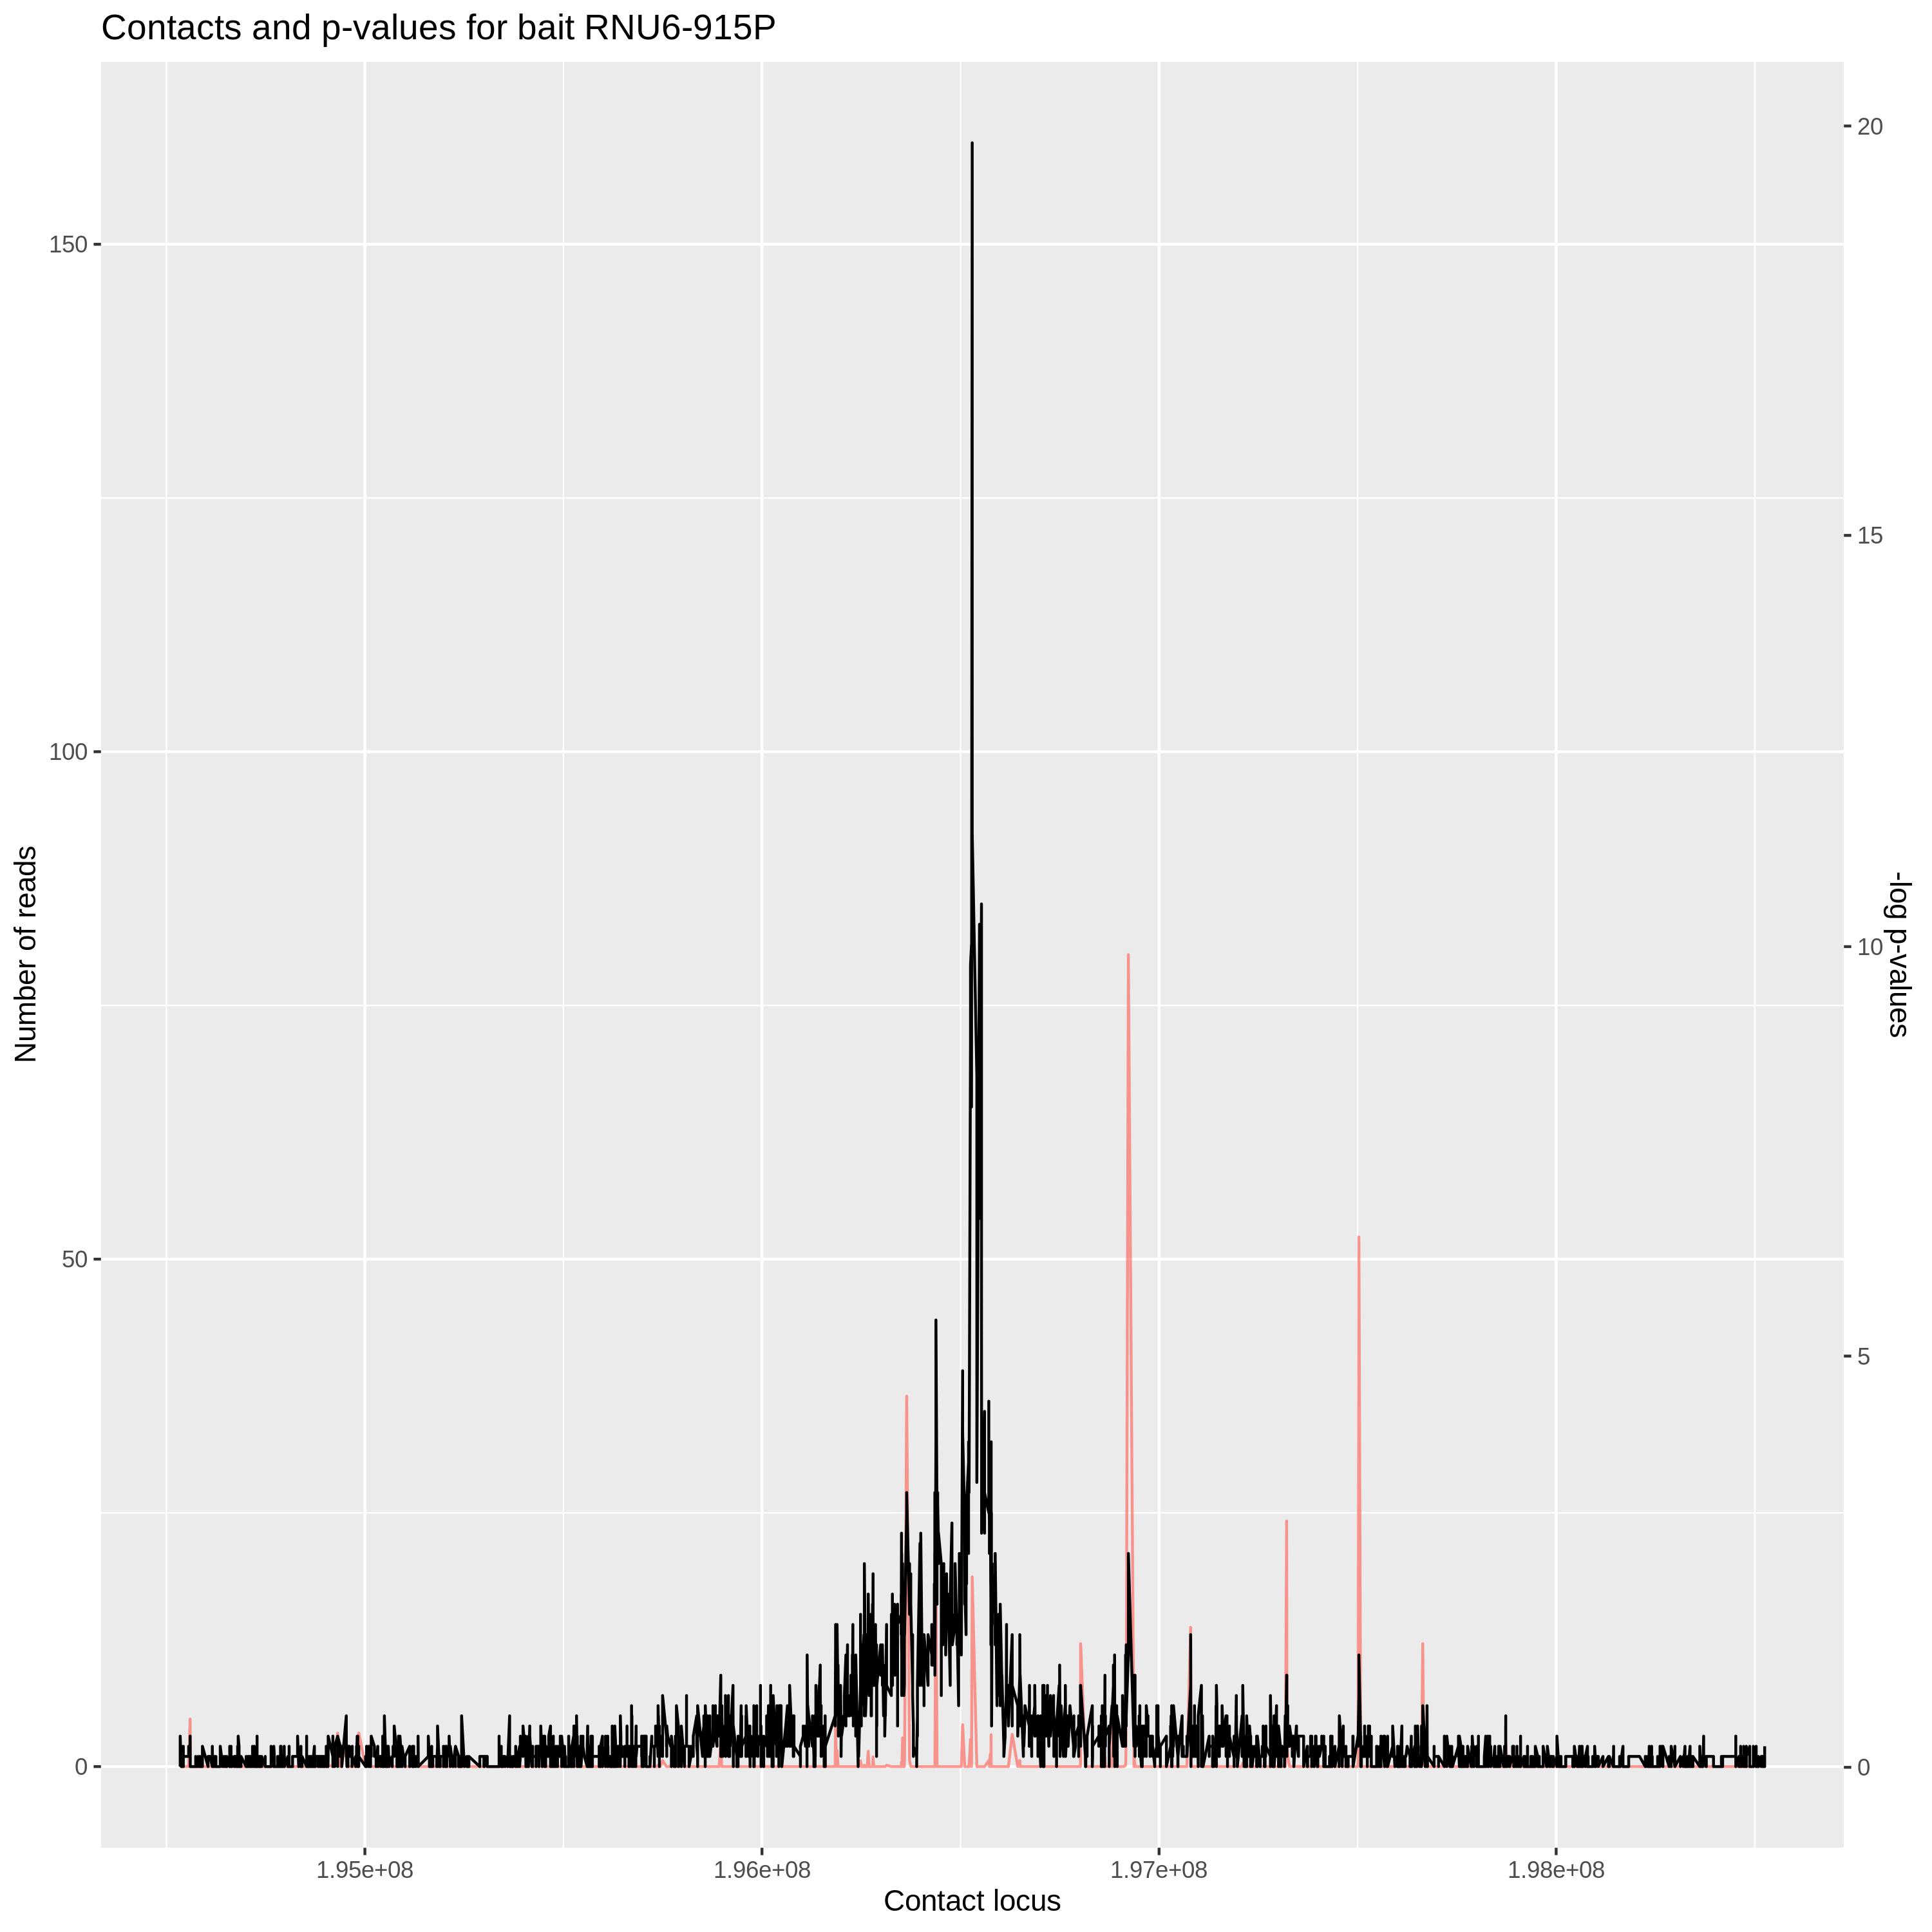 Contacts and p-values for bait RNU6-915P
20
150
15
100
10
50
5
0
0
Number of reads
-log p-values
1.95e+08
1.96e+08
1.97e+08
1.98e+08
Contact locus